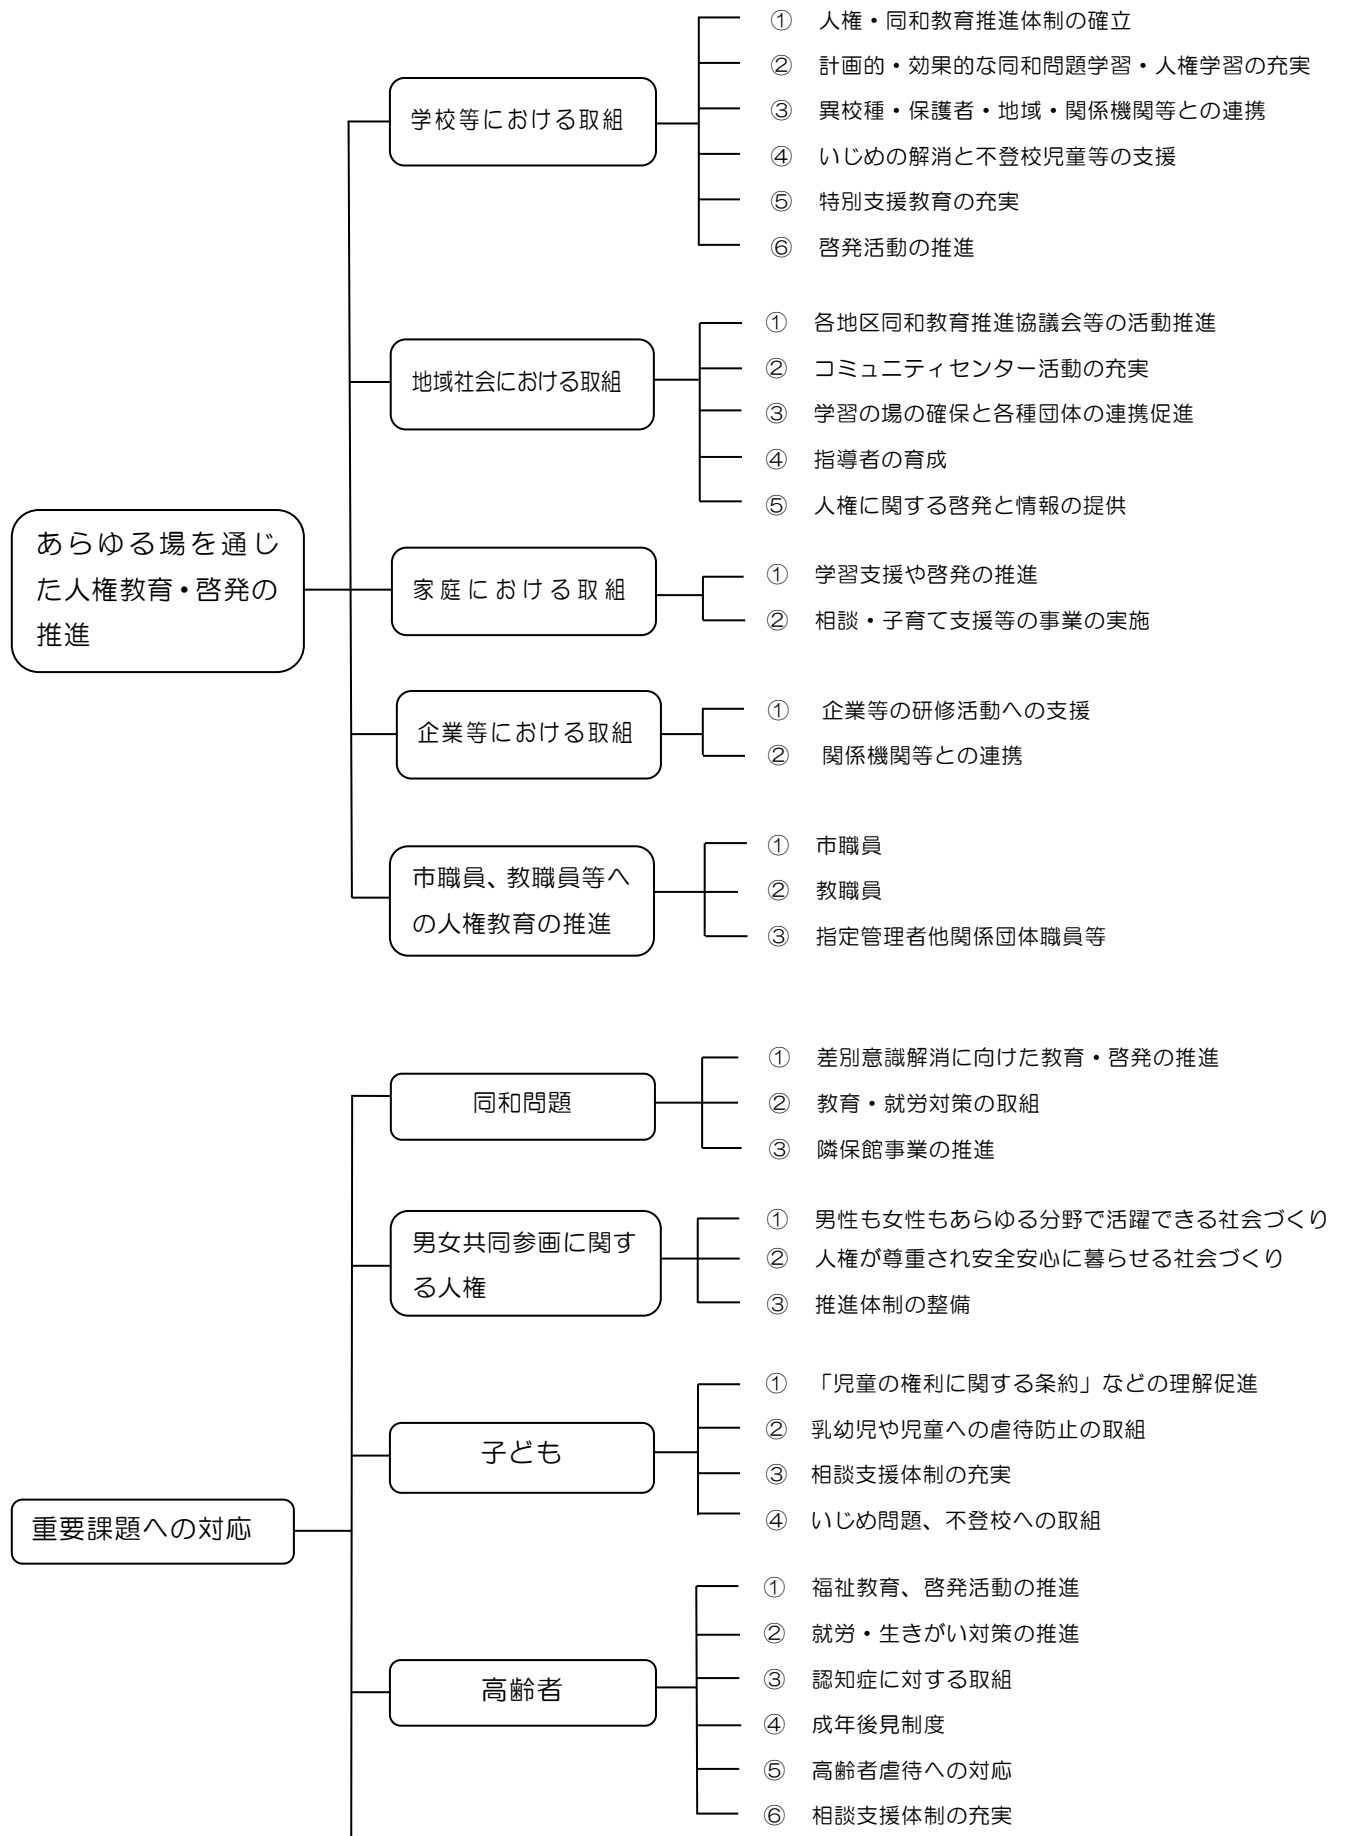 あらゆる場を通じ
た人権教育・啓発の
推進
学校等における取組
① 人権・同和教育推進体制の確立
② 計画的・効果的な同和問題学習・人権学習の充実
③ 異校種・保護者・地域・関係機関等との連携
④ いじめの解消と不登校児童等の支援
⑤ 特別支援教育の充実
⑥ 啓発活動の推進
地域社会における取組
① 各地区同和教育推進協議会等の活動推進
② コミュニティセンター活動の充実
③ 学習の場の確保と各種団体の連携促進
④ 指導者の育成
⑤ 人権に関する啓発と情報の提供
家庭における取組
① 学習支援や啓発の推進
② 相談・子育て支援等の事業の実施
企業等における取組
① 企業等の研修活動への支援
② 関係機関等との連携
市職員、教職員等へ
の人権教育の推進
① 市職員
② 教職員
③ 指定管理者他関係団体職員等
重要課題への対応
同和問題
① 差別意識解消に向けた教育・啓発の推進
② 教育・就労対策の取組
③ 隣保館事業の推進
男女共同参画に関す
る人権
① 男性も女性もあらゆる分野で活躍できる社会づくり
② 人権が尊重され安全安心に暮らせる社会づくり
③ 推進体制の整備
子ども
① 「児童の権利に関する条約」などの理解促進
② 乳幼児や児童への虐待防止の取組
③ 相談支援体制の充実
④ いじめ問題、不登校への取組
高齢者
① 福祉教育、啓発活動の推進
② 就労・生きがい対策の推進
③ 認知症に対する取組
④ 成年後見制度
⑤ 高齢者虐待への対応
⑥ 相談支援体制の充実